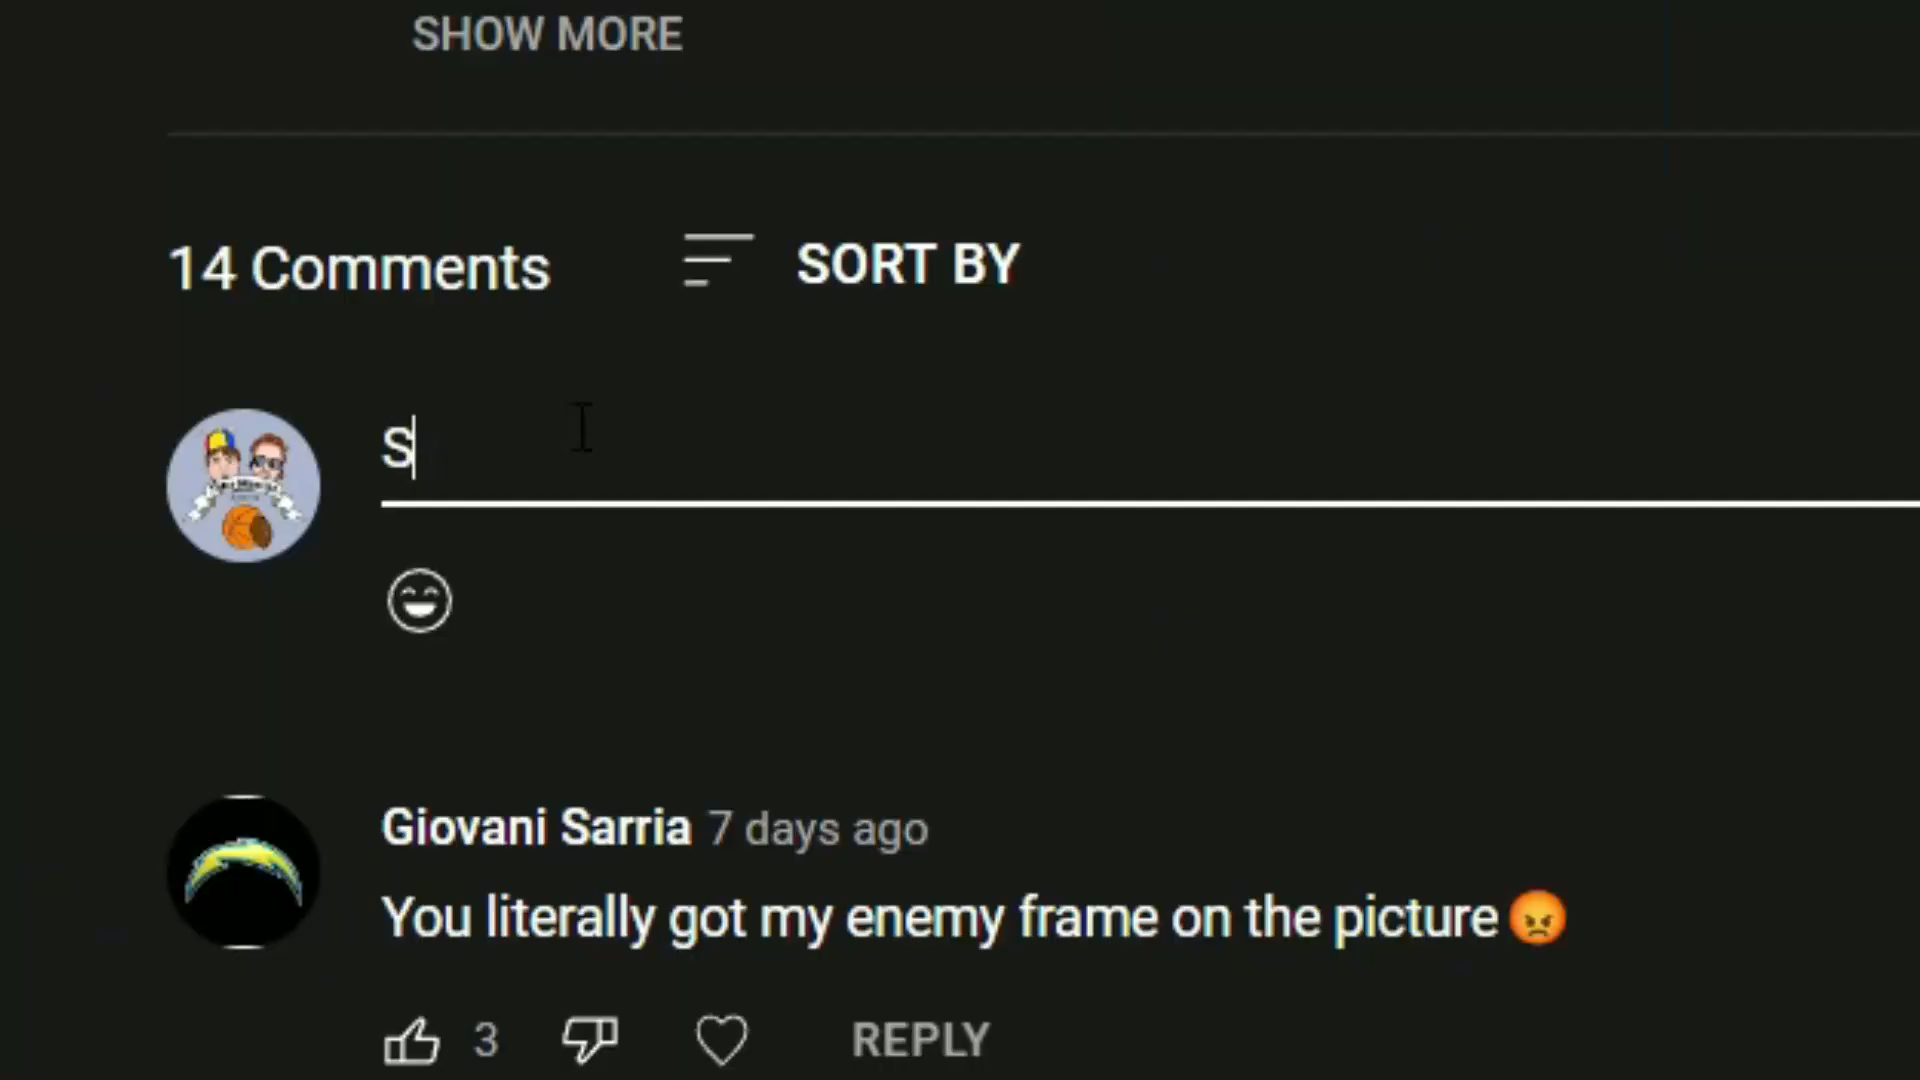 SHOW MORE
14 Comments
SORT BY
S
Giovani Sarria 7 days ago
You literally got my enemy frame on the picture😡
3
REPLY